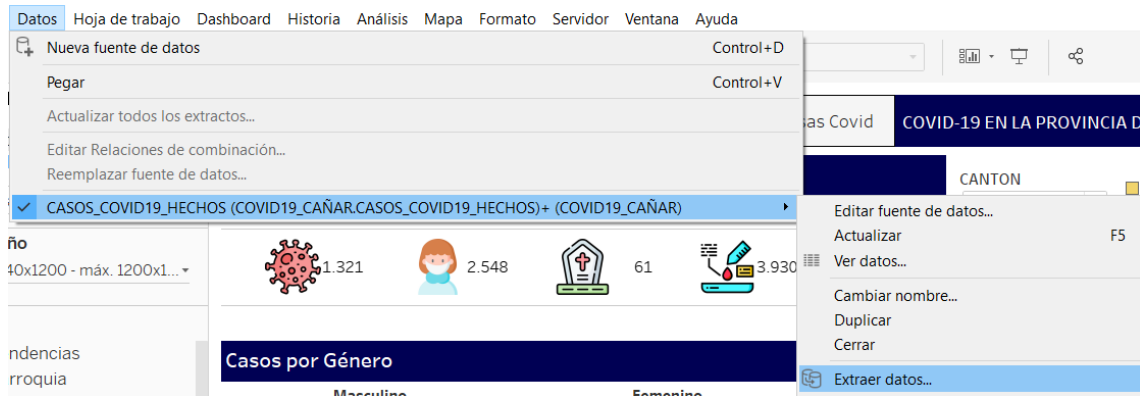 Datos Hoja de trabajo Dashboard Historia Análisis Mapa Formato Servidor Ventana Ayuda
Nueva fuente de datos Control+D
Pegar Control+V
Actualizar todos los extractos...
Editar Relaciones de combinación...
Reemplazar fuente de datos...
CASOS_COVID19_HECHOS (COVID19_CAÑAR.CASOS_COVID19_HECHOS)+ (COVID19_CAÑAR)
Editar fuente de datos...
Actualizar F5
Ver datos...
Cambiar nombre...
Duplicar
Cerrar
Extraer datos...
sas Covid COVID-19 EN LA PROVINCIA D
CANTON
ño
40x1200 - máx. 1200x1...
1.321 2.548 61 3.930
ndencias
rroquia
Casos por Género
Masculino Femenino